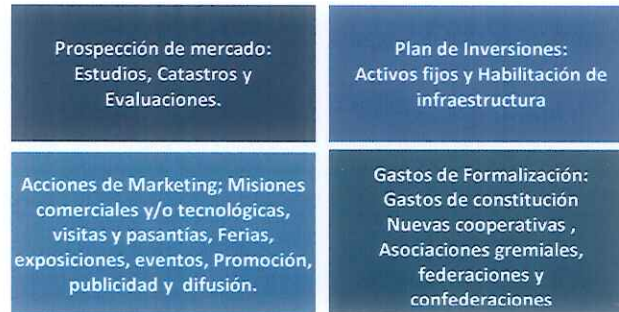 Prospección de mercado:
Estudios, Catastros y
Evaluaciones.
Plan de Inversiones:
Activos fijos y Habilitación de
infraestructura
Acciones de Marketing; Misiones
comerciales y/o tecnológicas,
visitas y pasantías, Ferias,
exposiciones, eventos, Promoción,
publicidad y difusión.
Gastos de Formalización:
Gastos de constitución
Nuevas cooperativas ,
Asociaciones gremiales,
federaciones y
confederaciones